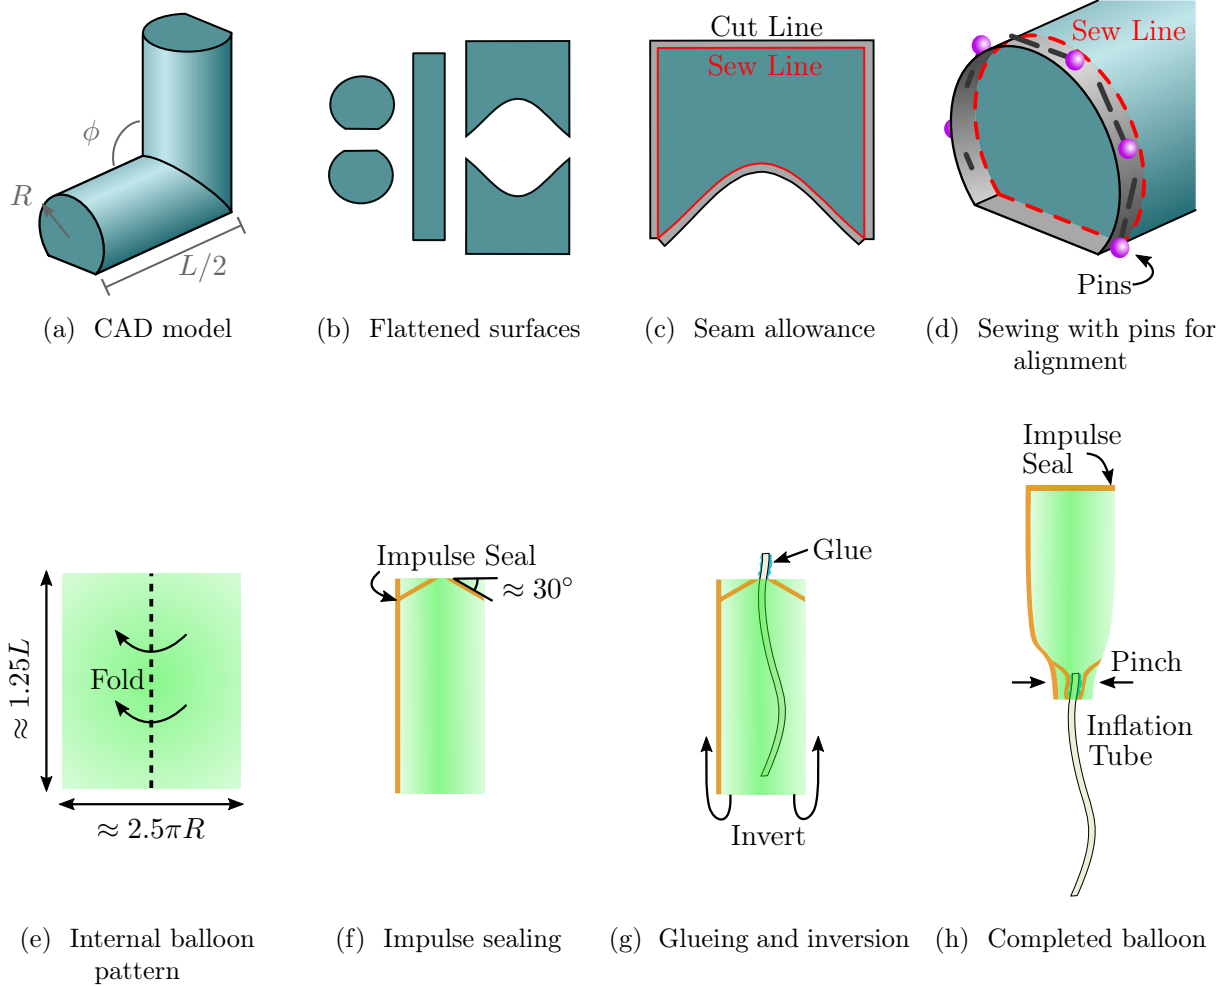 ϕ
R
L/2
(a) CAD model
(b) Flattened surfaces
Cut Line
Sew Line
(c) Seam allowance
Sew Line
Pins
(d) Sewing with pins for
alignment
≈ 1.25L
Fold
≈ 2.5πR
(e) Internal balloon
pattern
Impulse Seal
≈ 30°
(f) Impulse sealing
Glue
Invert
(g) Glueing and inversion
Impulse
Seal
Pinch
Inflation
Tube
(h) Completed balloon